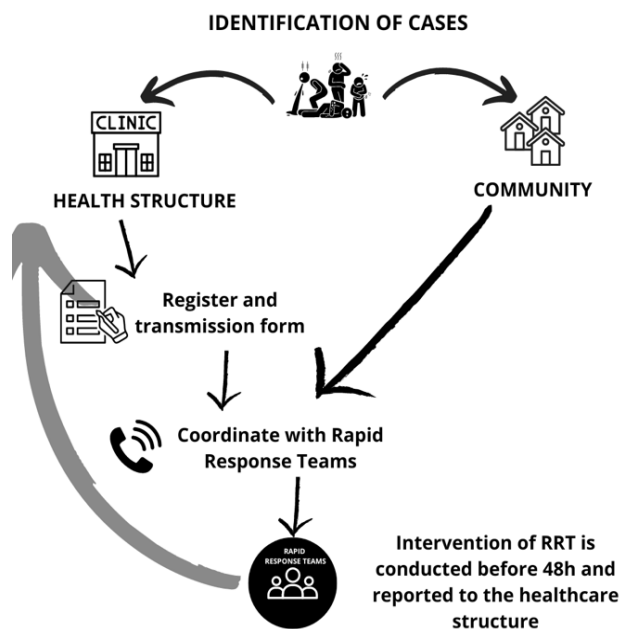 IDENTIFICATION OF CASES
CLINIC
HEALTH STRUCTURE
COMMUNITY
Register and
transmission form
Coordinate with Rapid
Response Teams
RAPID
RESPONSE TEAMS
Intervention of RRT is
conducted before 48h and
reported to the healthcare
structure